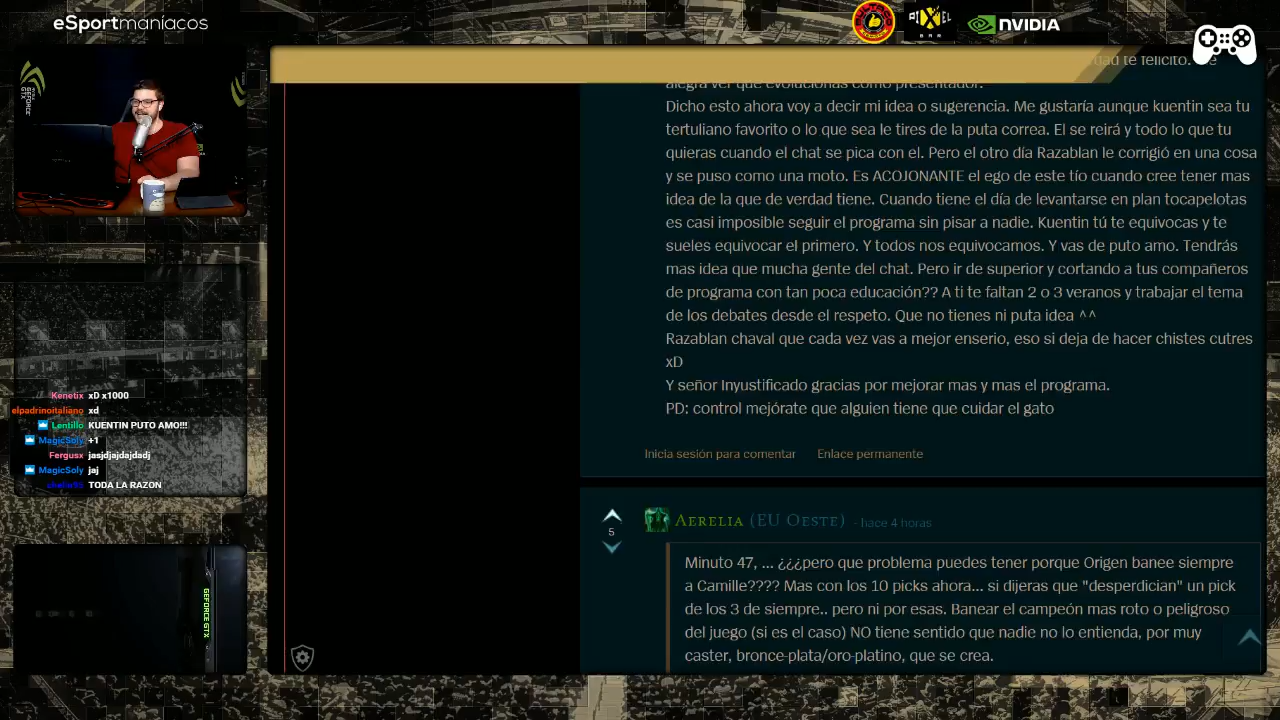 eSportmaníacos
PIXEL
BAR
NVIDIA
GEFORCE GTX
te felicito.
alegra ver que evolucionas como presentador.
Dicho esto ahora voy a decir mi idea o sugerencia. Me gustaría aunque kuentin sea tu
tertuliano favorito o lo que sea le tires de la puta correa. El se reirá y todo lo que tu
quieras cuando el chat se pica con el. Pero el otro día Razablan le corrigió en una cosa
y se puso como una moto. Es ACOJONANTE el ego de este tío cuando cree tener mas
idea de la que de verdad tiene. Cuando tiene el día de levantarse en plan tocapelotas
es casi imposible seguir el programa sin pisar a nadie. Kuentin tú te equivocas y te
sueles equivocar el primero. Y todos nos equivocamos. Y vas de puto amo. Tendrás
mas idea que mucha gente del chat. Pero ir de superior y cortando a tus compañeros
de programa con tan poca educación?? A ti te faltan 2 o 3 veranos y trabajar el tema
de los debates desde el respeto. Que no tienes ni puta idea ^^
Razablan chaval que cada vez vas a mejor enserio, eso si deja de hacer chistes cutres
xD
Y señor Inyustificado gracias por mejorar mas y mas el programa.
PD: control mejórate que alguien tiene que cuidar el gato
Inicia sesión para comentar Enlace permanente
5
Aerelia (EU Oeste) - hace 4 horas
Minuto 47, ... ¿¿¿pero que problema puedes tener porque Origen banee siempre
a Camille???? Mas con los 10 picks ahora... si dijeras que "desperdician" un pick
de los 3 de siempre.. pero ni por esas. Banear el campeón mas roto o peligroso
del juego (si es el caso) NO tiene sentido que nadie no lo entienda, por muy
caster, bronce-plata/oro-platino, que se crea.
Kenetix xD x1000
elpadrinoitaliano xd
Lentillo KUENTIN PUTO AMO!!!
MagicSoly +1
Fergusx jasjdjajdajdadj
MagicSoly jaj
TODA LA RAZON
GEFORCE GTX